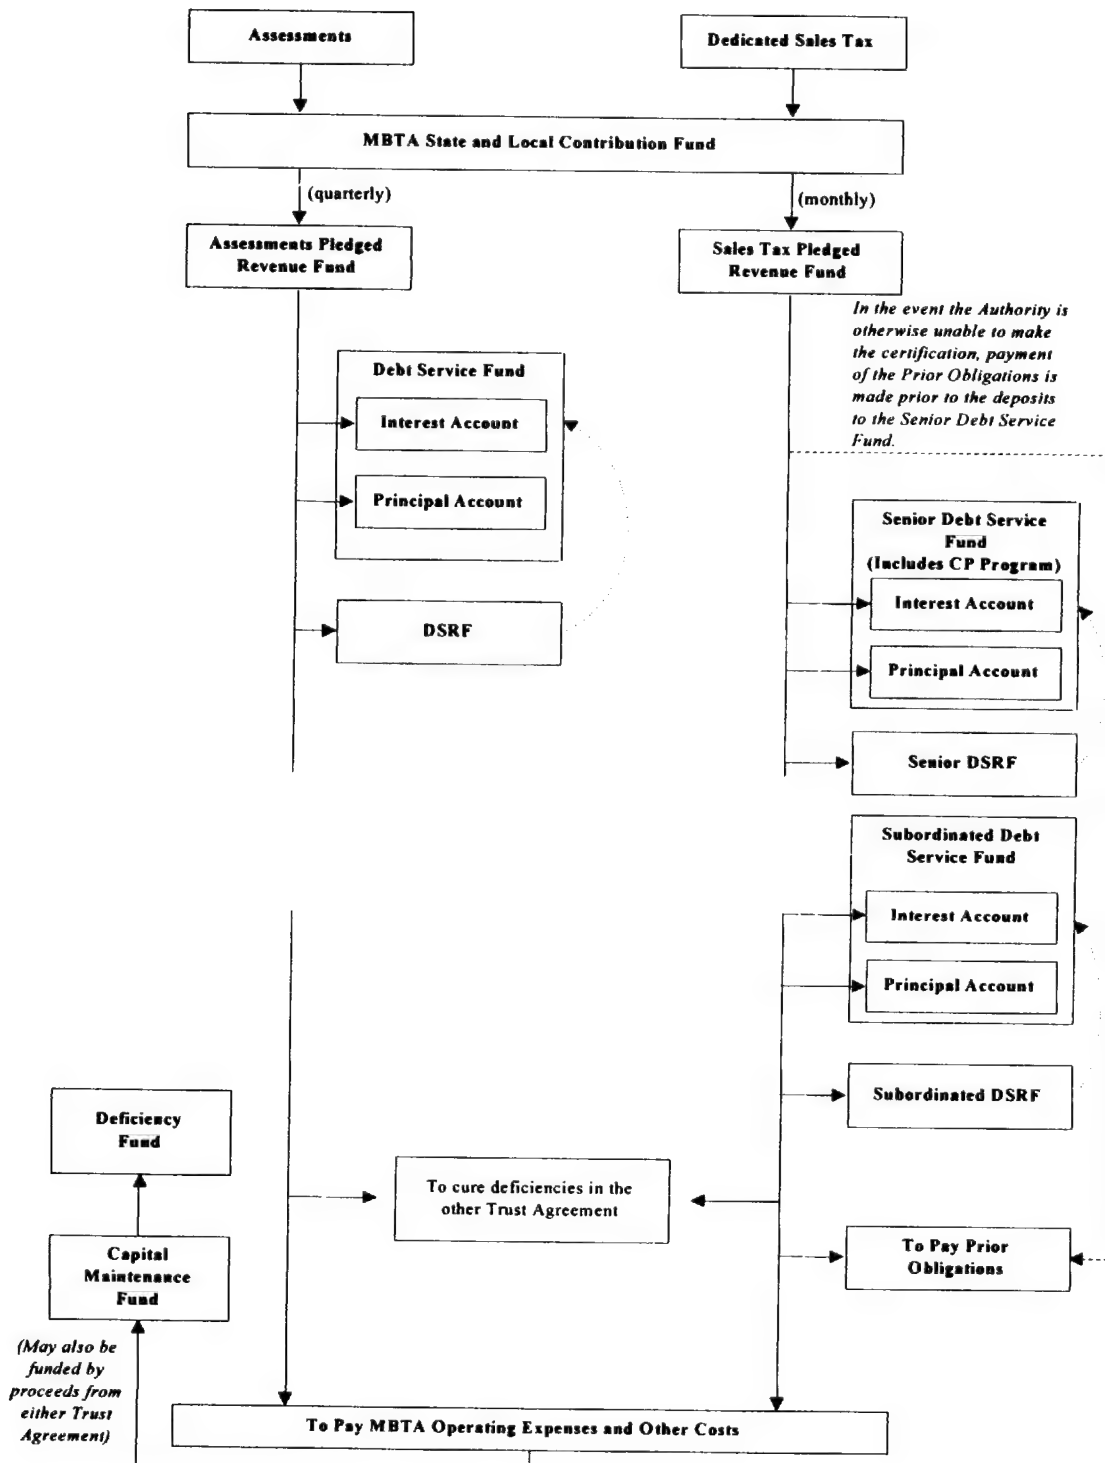 Assessments
Dedicated Sales Tax
MBTA State and Local Contribution Fund
(quarterly)
(monthly)
Assessments Pledged
Revenue Fund
Sales Tax Pledged
Revenue Fund
In the event the Authority is
otherwise unable to make
the certification, payment
of the Prior Obligations is
made prior to the deposits
to the Senior Debt Service
Fund.
Debt Service Fund
Interest Account
Principal Account
DSRF
Senior Debt Service
Fund
(Includes CP Program)
Interest Account
Principal Account
Senior DSRF
Subordinated Debt
Service Fund
Interest Account
Principal Account
Subordinated DSRF
Deficiency
Fund
To cure deficiencies in the
other Trust Agreement
To Pay Prior
Obligations
Capital
Maintenance
Fund
(May also be
funded by
proceeds from
either Trust
Agreement)
To Pay MBTA Operating Expenses and Other Costs